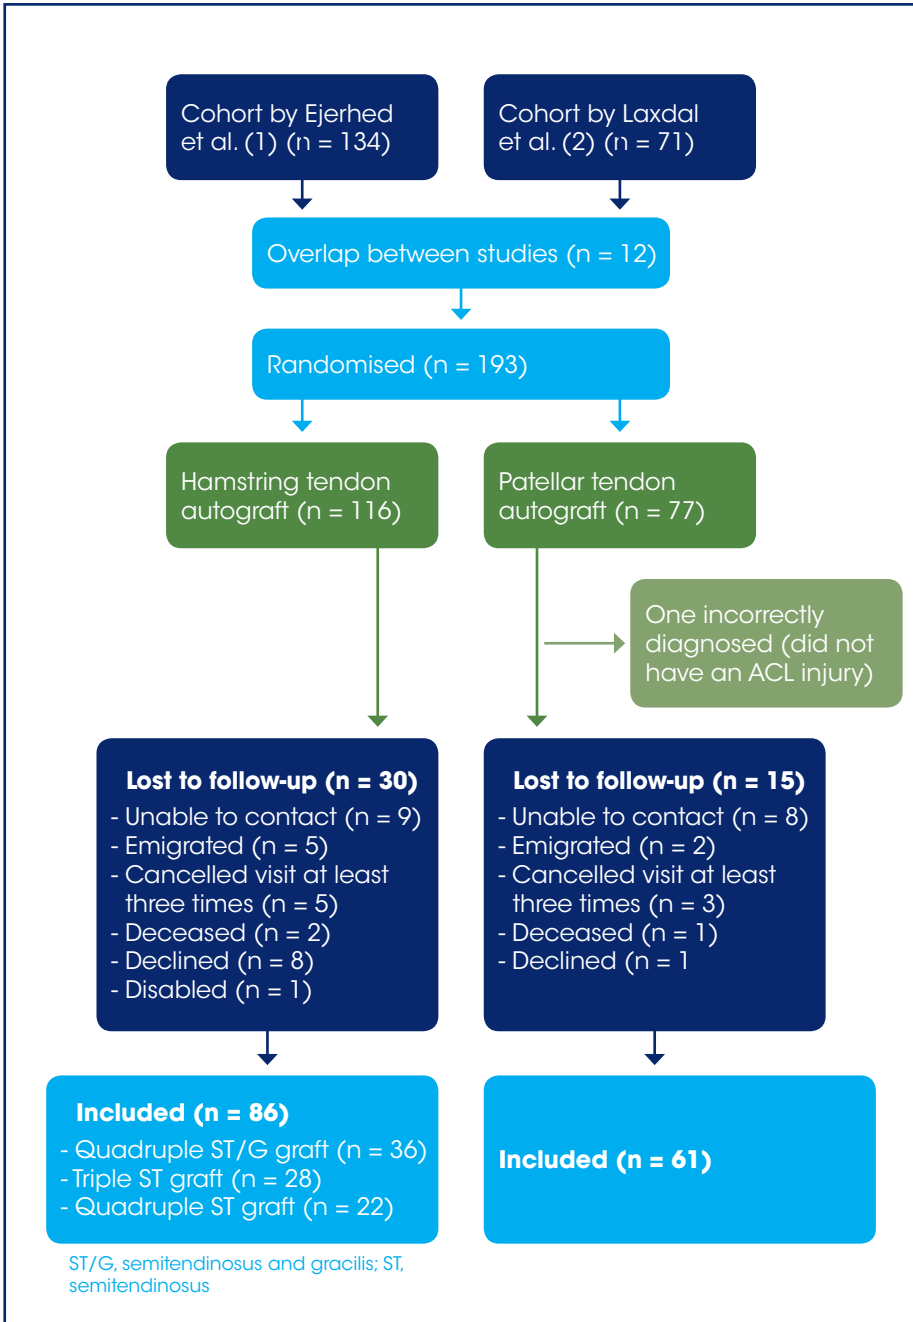 Cohort by Ejerhed
et al. (1) (n = 134)
Cohort by Laxdal
et al. (2) (n = 71)
Overlap between studies (n = 12)
Randomised (n = 193)
Hamstring tendon
autograft (n = 116)
Patellar tendon
autograft (n = 77)
One incorrectly
diagnosed (did not
have an ACL injury)
Lost to follow-up (n = 30)
- Unable to contact (n = 9)
- Emigrated (n = 5)
- Cancelled visit at least
three times (n = 5)
- Deceased (n = 2)
- Declined (n = 8)
- Disabled (n = 1)
Lost to follow-up (n = 15)
- Unable to contact (n = 8)
- Emigrated (n = 2)
- Cancelled visit at least
three times (n = 3)
- Deceased (n = 1)
- Declined (n = 1
Included (n = 86)
- Quadruple ST/G graft (n = 36)
- Triple ST graft (n = 28)
- Quadruple ST graft (n = 22)
Included (n = 61)
ST/G, semitendinosus and gracilis; ST,
semitendinosus